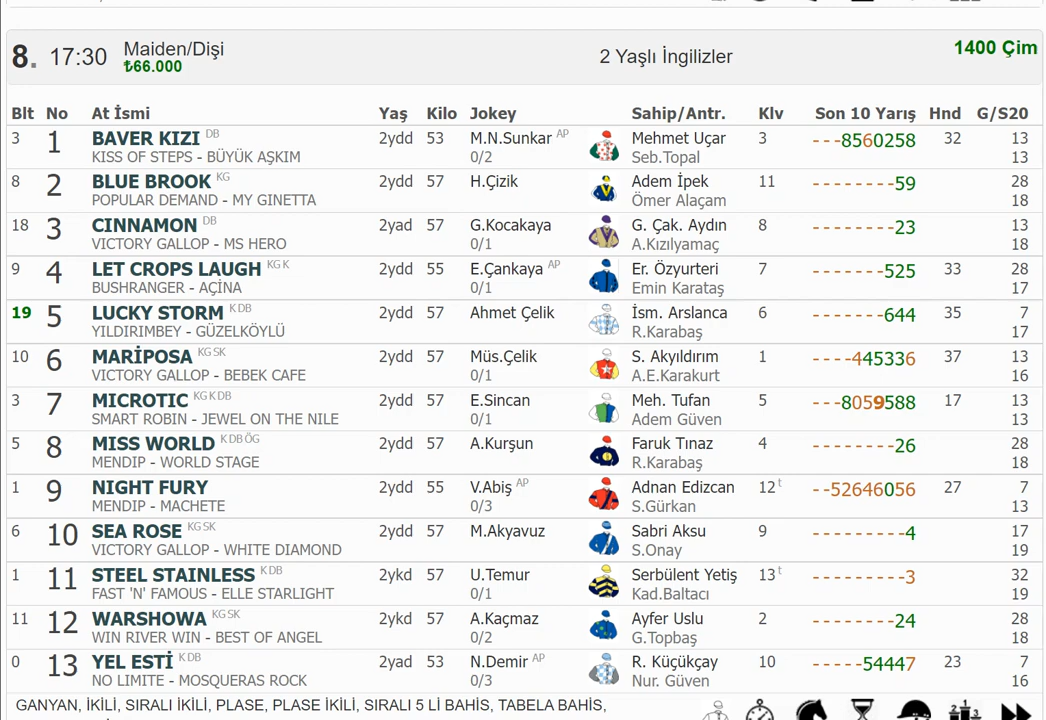 8. 17:30 Maiden/Dişi 2 Yaşlı İngilizler 1400 Çim
₺66.000
Blt No At İsmi Yaş Kilo Jokey Sahip/Antr. Klv Son 10 Yarış Hnd G/S20
3 1 BAVER KIZI DB 2ydd 53 M.N.Sunkar AP Mehmet Uçar 3 ---8560258 32 13
KISS OF STEPS - BÜYÜK AŞKIM 0/2 Seb.Topal 13
8 2 BLUE BROOK KG 2ydd 57 H.Çizik Adem İpek 11 --------59 28
POPULAR DEMAND - MY GINETTA Ömer Alaçam 18
18 3 CINNAMON DB 2yad 57 G.Kocakaya G. Çak. Aydın 8 --------23 13
VICTORY GALLOP - MS HERO 0/1 A.Kızılyamaç 18
9 4 LET CROPS LAUGH KG K 2ydd 55 E.Çankaya AP Er. Özyurteri 7 -------525 33 28
BUSHRANGER - AÇİNA 0/1 Emin Karataş 17
19 5 LUCKY STORM K DB 2ydd 57 Ahmet Çelik İsm. Arslanca 6 -------644 35 7
YILDIRIMBEY - GÜZELKÖYLÜ R.Karabaş 17
10 6 MARİPOSA KG SK 2ydd 57 Müs.Çelik S. Akyıldırım 1 ----445336 37 13
VICTORY GALLOP - BEBEK CAFE 0/1 A.E.Karakurt 16
3 7 MICROTIC KG K DB 2ydd 57 E.Sincan Meh. Tufan 5 ---8059588 17 13
SMART ROBIN - JEWEL ON THE NILE 0/1 Adem Güven 13
5 8 MISS WORLD K DB ÖG 2ydd 57 A.Kurşun Faruk Tınaz 4 --------26 28
MENDIP - WORLD STAGE R.Karabaş 18
1 9 NIGHT FURY 2ydd 55 V.Abiş AP Adnan Edizcan 12 t --52646056 27 7
MENDIP - MACHETE 0/3 S.Gürkan 13
6 10 SEA ROSE KG SK 2ydd 57 M.Akyavuz Sabri Aksu 9 ---------4 17
VICTORY GALLOP - WHITE DIAMOND S.Onay 19
1 11 STEEL STAINLESS K DB 2ykd 57 U.Temur Serbülent Yetiş 13 t ---------3 32
FAST 'N' FAMOUS - ELLE STARLIGHT 0/1 Kad.Baltacı 19
11 12 WARSHOWA KG SK 2ykd 57 A.Kaçmaz Ayfer Uslu 2 --------24 28
WIN RIVER WIN - BEST OF ANGEL 0/2 G.Topbaş 18
0 13 YEL ESTİ K DB 2yad 53 N.Demir AP R. Küçükçay 10 -----54447 23 7
NO LIMITE - MOSQUERAS ROCK 0/3 Nur. Güven 16
GANYAN, İKİLİ, SIRALI İKİLİ, PLASE, PLASE İKİLİ, SIRALI 5 Lİ BAHİS, TABELA BAHİS,